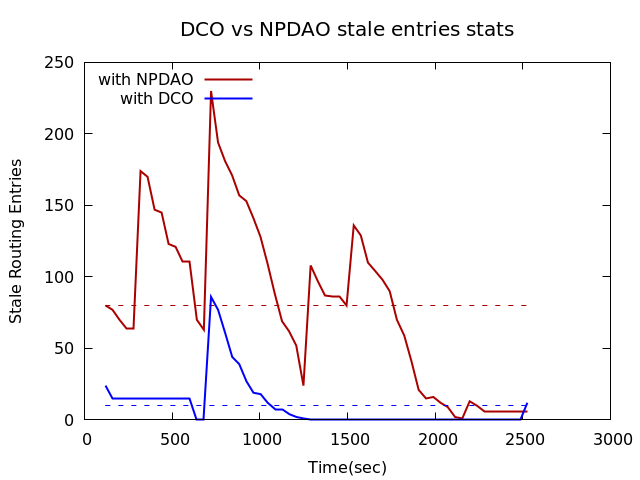 DCO vs NPDAO stale entries stats
250
200
150
100
50
0
Stale Routing Entries
with NPDAO
with DCO
0 500 1000 1500 2000 2500 3000
Time(sec)